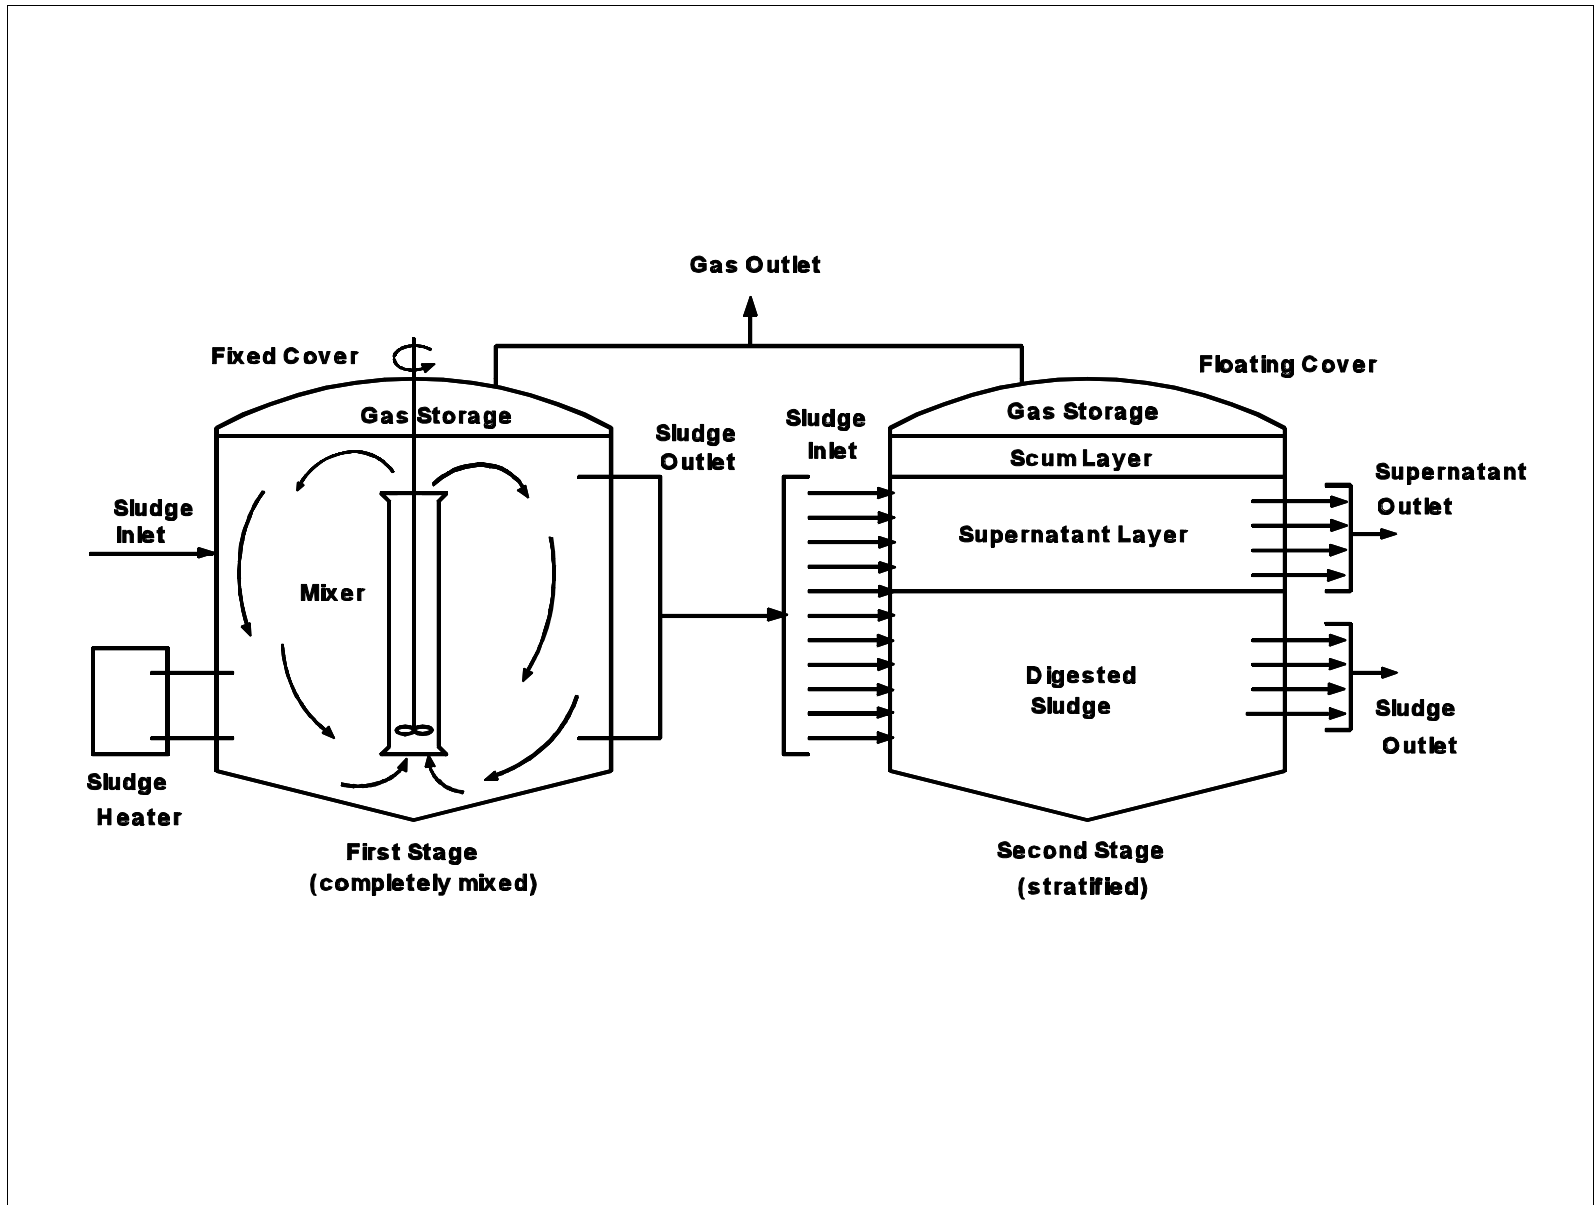 Gas Outlet
Fixed Cover
Floating Cover
Gas Storage
Gas Storage
Sludge
Inlet
Sludge
Outlet
Scum Layer
Supernatant
Outlet
Sludge
Inlet
Supernatant Layer
Mixer
Digested
Sludge
Sludge
Outlet
Sludge
Heater
First Stage
(completely mixed)
Second Stage
(stratified)